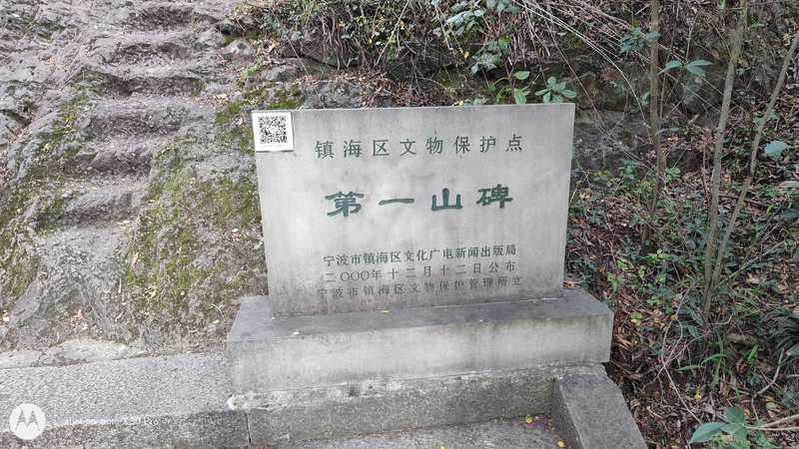 镇海区文物保护点
第一山碑
宁波市镇海区文化广电新闻出版局
二〇〇〇年十二月十二日公布
宁波市镇海区文物保护管理所立